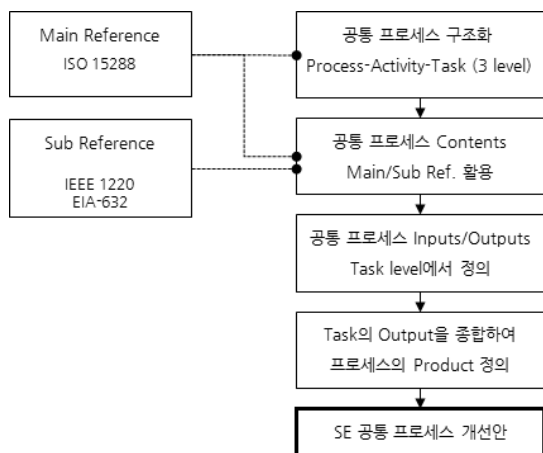 Main Reference
ISO 15288
Sub Reference
IEEE 1220
EIA-632
공통 프로세스 구조화
Process-Activity-Task (3 level)
공통 프로세스 Contents
Main/Sub Ref. 활용
공통 프로세스 Inputs/Outputs
Task level에서 정의
Task의 Output을 종합하여
프로세스의 Product 정의
SE 공통 프로세스 개선안